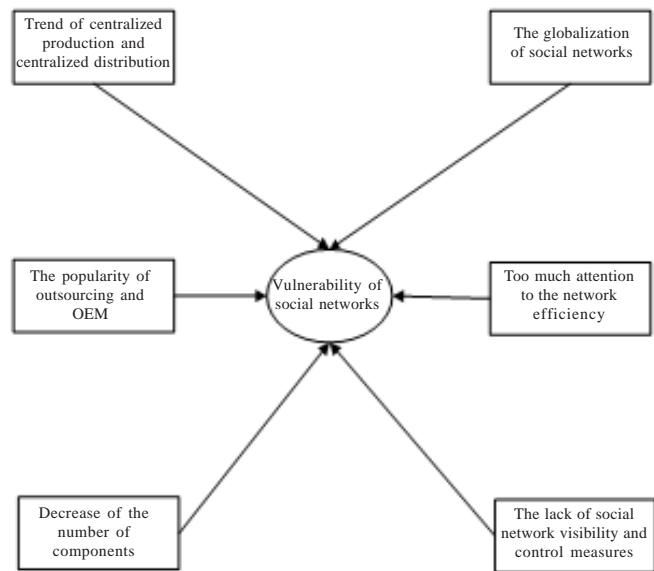 Trend of centralized
production and
centralized distribution
The globalization
of social networks
The popularity of
outsourcing and
OEM
Vulnerability of
social networks
Too much attention
to the network
efficiency
Decrease of the
number of
components
The lack of social
network visibility and
control measures